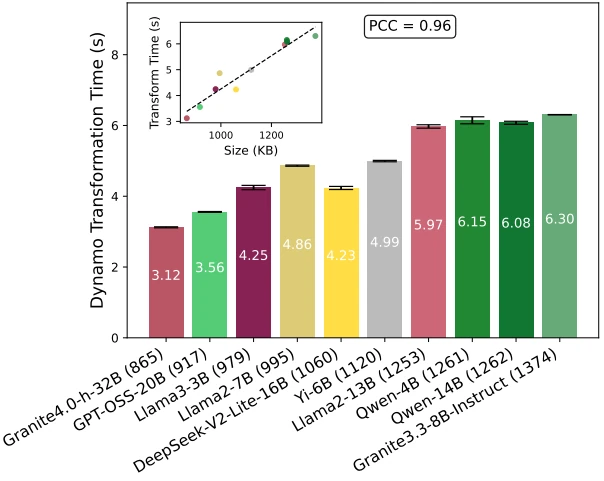 PCC = 0.96
Dynamo Transformation Time (s)
8
6
4
2
0
Transform Time (s)
6
5
4
3
1000 1200
Size (KB)
3.12
3.56
4.25
4.86
4.23
4.99
5.97
6.15
6.08
6.30
Granite4.0-h-32B (865)
GPT-OSS-20B (917)
Llama3-3B (979)
Llama2-7B (995)
DeepSeek-V2-Lite-16B (1060)
Yi-6B (1120)
Llama2-13B (1253)
Qwen-4B (1261)
Qwen-14B (1262)
Granite3.3-8B-Instruct (1374)